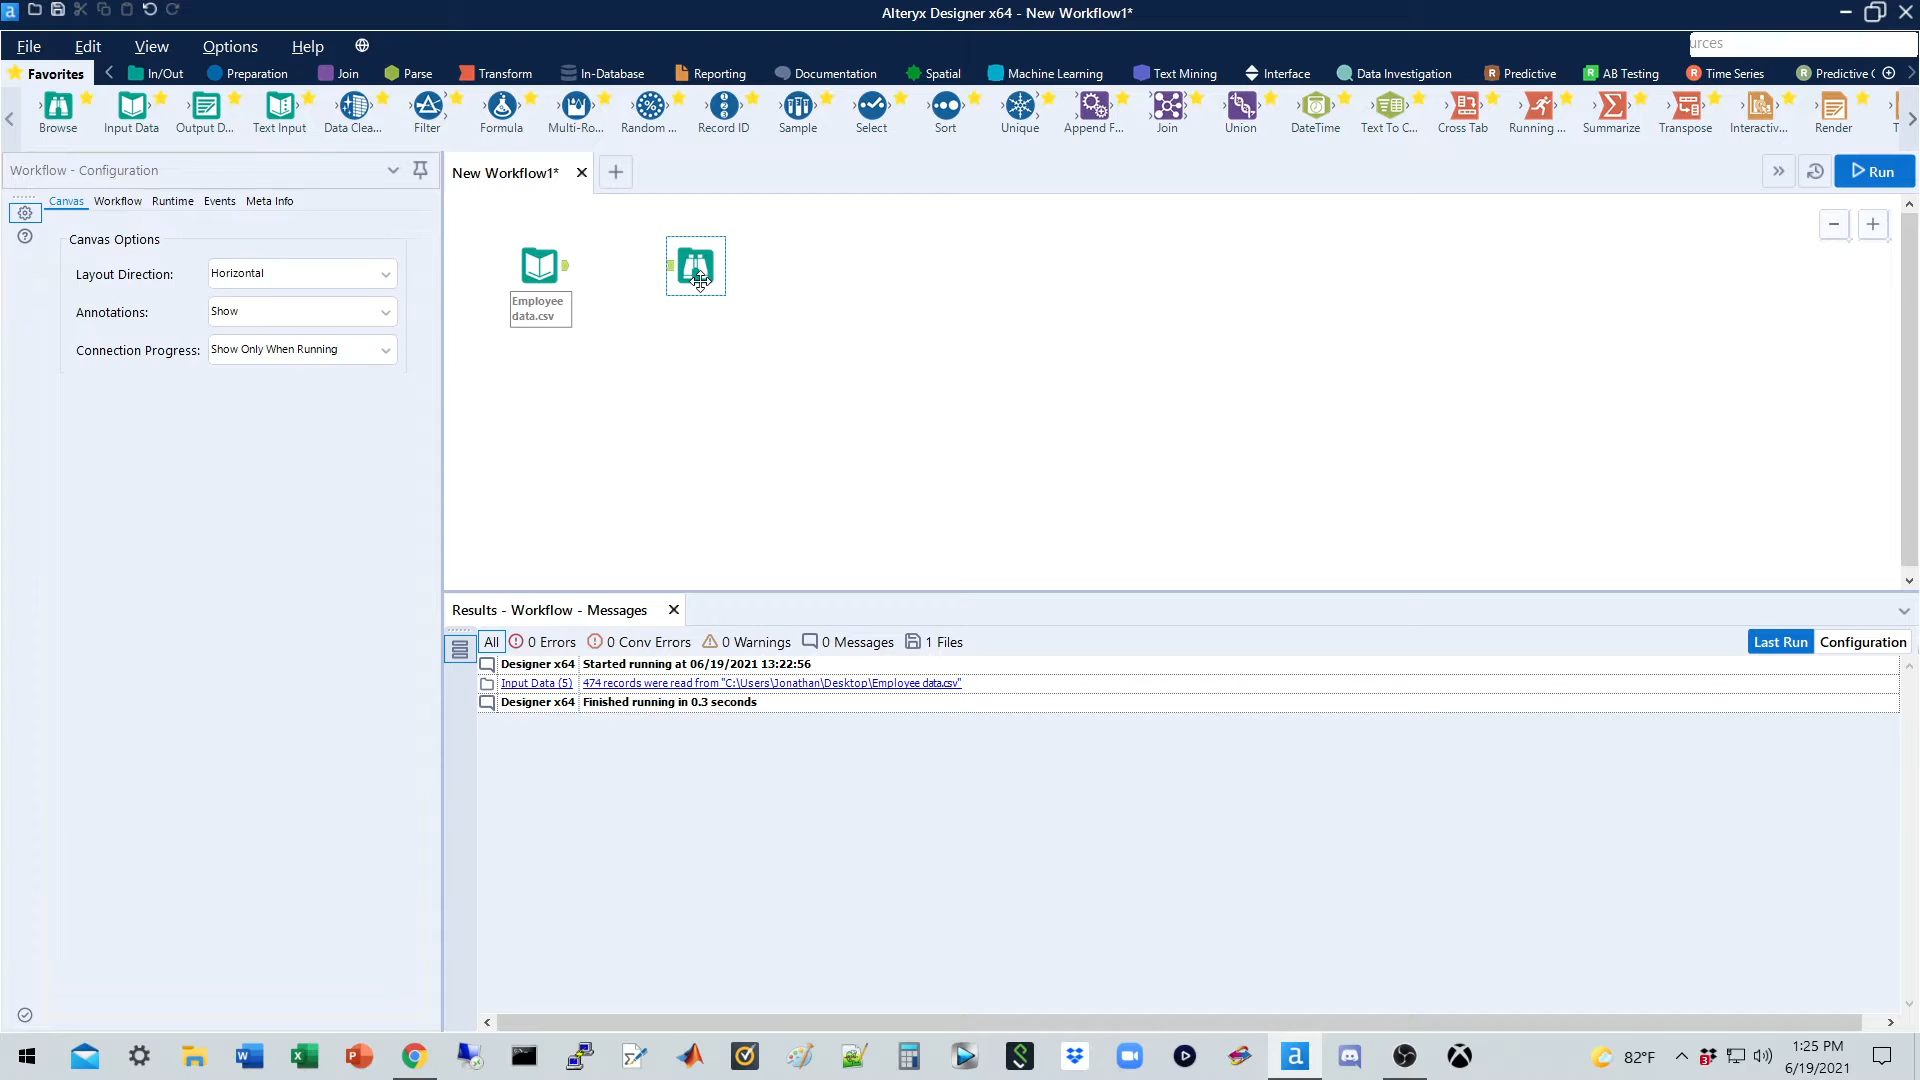 Alteryx Designer x64 - New Workflow1*
File Edit View Options Help
urces
Favorites In/Out Preparation Join Parse Transform In-Database Reporting Documentation Spatial Machine Learning Text Mining Interface Data Investigation Predictive AB Testing Time Series Predictive
Browse Input Data Output D... Text Input Data Clea... Filter Formula Multi-Ro... Random ... Record ID Sample Select Sort Unique Append F... Join Union DateTime Text To C... Cross Tab Running ... Summarize Transpose Interactiv... Render
Workflow - Configuration
New Workflow1*
Run
Canvas Workflow Runtime Events Meta Info
Canvas Options
Layout Direction: Horizontal
Annotations: Show
Connection Progress: Show Only When Running
Employee
data.csv
Results - Workflow - Messages
All 0 Errors 0 Conv Errors 0 Warnings 0 Messages 1 Files
Last Run Configuration
Designer x64 Started running at 06/19/2021 13:22:56
Input Data (5) 474 records were read from "C:\Users\Jonathan\Desktop\Employee data.csv"
Designer x64 Finished running in 0.3 seconds
82°F
1:25 PM
6/19/2021